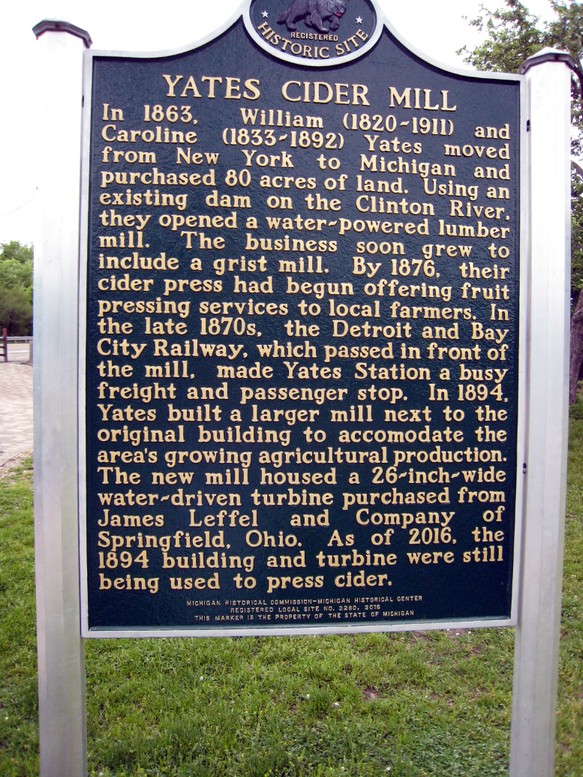 REGISTERED
HISTORIC SITE
YATES CIDER MILL
In 1863, William (1820-1911) and
Caroline (1833-1892) Yates moved
from New York to Michigan and
purchased 80 acres of land. Using an
existing dam on the Clinton River,
they opened a water-powered lumber
mill. The business soon grew to
include a grist mill. By 1876, their
cider press had begun offering fruit
pressing services to local farmers. In
the late 1870s, the Detroit and Bay
City Railway, which passed in front of
the mill, made Yates Station a busy
freight and passenger stop. In 1894,
Yates built a larger mill next to the
original building to accomodate the
area's growing agricultural production.
The new mill housed a 26-inch-wide
water-driven turbine purchased from
James Leffel and Company of
Springfield, Ohio. As of 2016, the
1894 building and turbine were still
being used to press cider.
MICHIGAN HISTORICAL COMMISSION-MICHIGAN HISTORICAL CENTER
REGISTERED LOCAL SITE NO. 2280, 2016
THIS MARKER IS THE PROPERTY OF THE STATE OF MICHIGAN